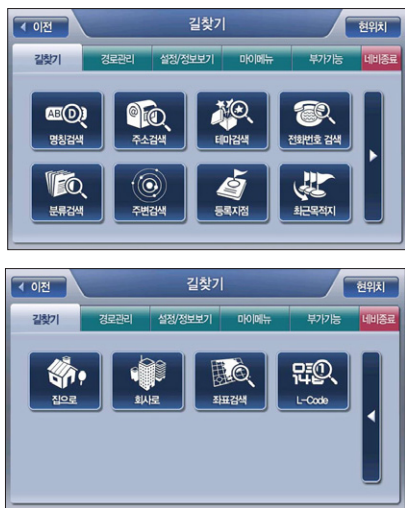 이전 길찾기 현위치
길찾기 경로관리 설정/정보보기 마이메뉴 부가기능 네비종료
명칭검색 주소검색 테마검색 전화번호 검색
분류검색 주변검색 등록지점 최근목적지
이전 길찾기 현위치
길찾기 경로관리 설정/정보보기 마이메뉴 부가기능 네비종료
집으로 회사로 좌표검색 L-Code